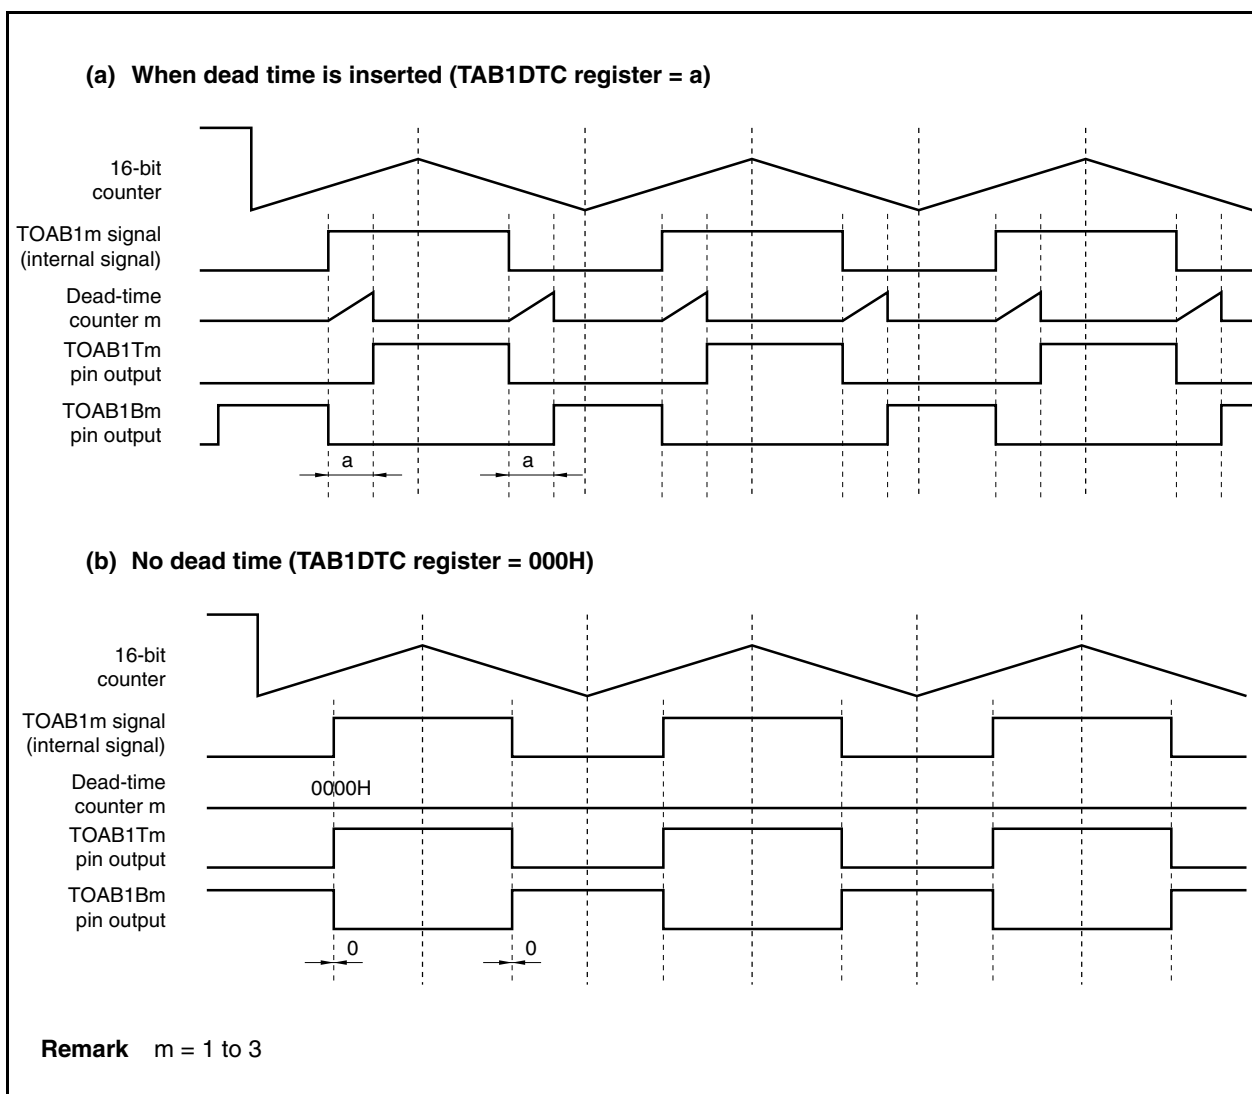 (a) When dead time is inserted (TAB1DTC register = a)
16-bit
counter
TOAB1m signal
(internal signal)
Dead-time
counter m
TOAB1Tm
pin output
TOAB1Bm
pin output
a
a
(b) No dead time (TAB1DTC register = 000H)
16-bit
counter
TOAB1m signal
(internal signal)
Dead-time
counter m
0000H
TOAB1Tm
pin output
TOAB1Bm
pin output
0
0
Remark m = 1 to 3